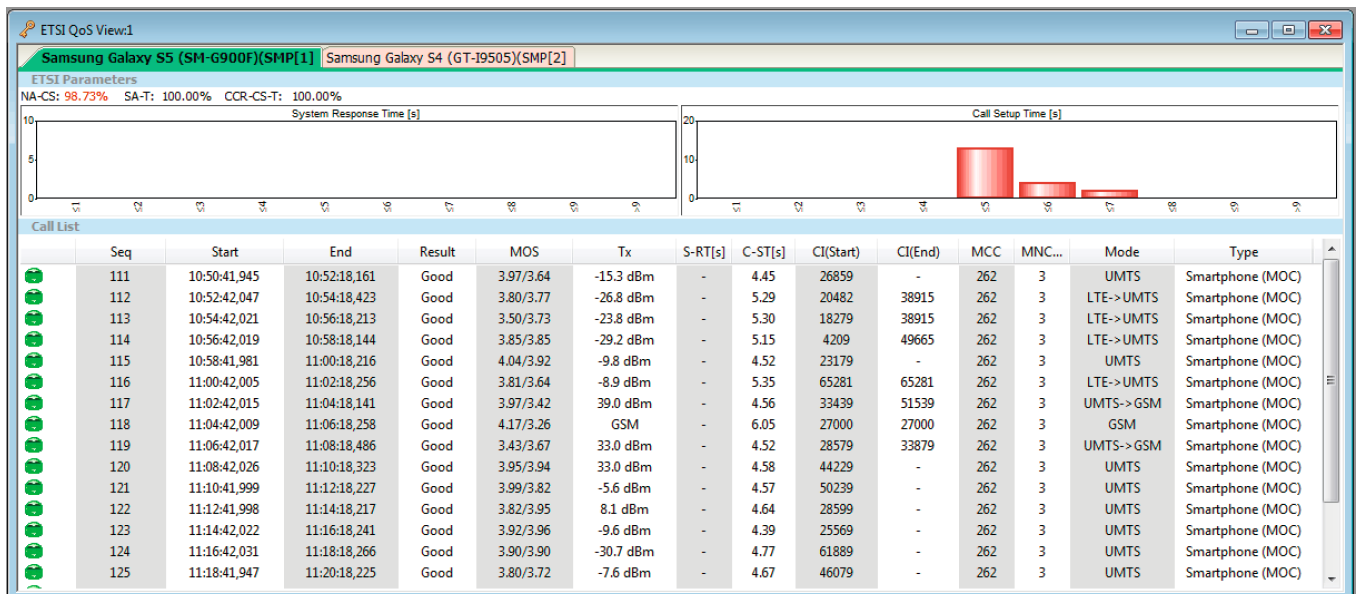 ETSI QoS View:1
Samsung Galaxy S5 (SM-G900F)(SMP[1] Samsung Galaxy S4 (GT-I9505)(SMP[2]
ETSI Parameters
NA-CS: 98.73% SA-T: 100.00% CCR-CS-T: 100.00%
System Response Time [s] Call Setup Time [s]
10 20
5 10
0 0
≤1 ≤2 ≤3 ≤4 ≤5 ≤6 ≤7 ≤8 ≤9 >9 ≤1 ≤2 ≤3 ≤4 ≤5 ≤6 ≤7 ≤8 ≤9 >9
Call List
Seq Start End Result MOS Tx S-RT[s] C-ST[s] CI(Start) CI(End) MCC MNC... Mode Type
111 10:50:41,945 10:52:18,161 Good 3.97/3.64 -15.3 dBm - 4.45 26859 - 262 3 UMTS Smartphone (MOC)
112 10:52:42,047 10:54:18,423 Good 3.80/3.77 -26.8 dBm - 5.29 20482 38915 262 3 LTE->UMTS Smartphone (MOC)
113 10:54:42,021 10:56:18,213 Good 3.50/3.73 -23.8 dBm - 5.30 18279 38915 262 3 LTE->UMTS Smartphone (MOC)
114 10:56:42,019 10:58:18,144 Good 3.85/3.85 -29.2 dBm - 5.15 4209 49665 262 3 LTE->UMTS Smartphone (MOC)
115 10:58:41,981 11:00:18,216 Good 4.04/3.92 -9.8 dBm - 4.52 23179 - 262 3 UMTS Smartphone (MOC)
116 11:00:42,005 11:02:18,256 Good 3.81/3.64 -8.9 dBm - 5.35 65281 65281 262 3 LTE->UMTS Smartphone (MOC)
117 11:02:42,015 11:04:18,141 Good 3.97/3.42 39.0 dBm - 4.56 33439 51539 262 3 UMTS->GSM Smartphone (MOC)
118 11:04:42,009 11:06:18,258 Good 4.17/3.26 GSM - 6.05 27000 27000 262 3 GSM Smartphone (MOC)
119 11:06:42,017 11:08:18,486 Good 3.43/3.67 33.0 dBm - 4.52 28579 33879 262 3 UMTS->GSM Smartphone (MOC)
120 11:08:42,026 11:10:18,323 Good 3.95/3.94 33.0 dBm - 4.58 44229 - 262 3 UMTS Smartphone (MOC)
121 11:10:41,999 11:12:18,227 Good 3.99/3.82 -5.6 dBm - 4.57 50239 - 262 3 UMTS Smartphone (MOC)
122 11:12:41,998 11:14:18,217 Good 3.82/3.95 8.1 dBm - 4.64 28599 - 262 3 UMTS Smartphone (MOC)
123 11:14:42,022 11:16:18,241 Good 3.92/3.96 -9.6 dBm - 4.39 25569 - 262 3 UMTS Smartphone (MOC)
124 11:16:42,031 11:18:18,266 Good 3.90/3.90 -30.7 dBm - 4.77 61889 - 262 3 UMTS Smartphone (MOC)
125 11:18:41,947 11:20:18,225 Good 3.80/3.72 -7.6 dBm - 4.67 46079 - 262 3 UMTS Smartphone (MOC)